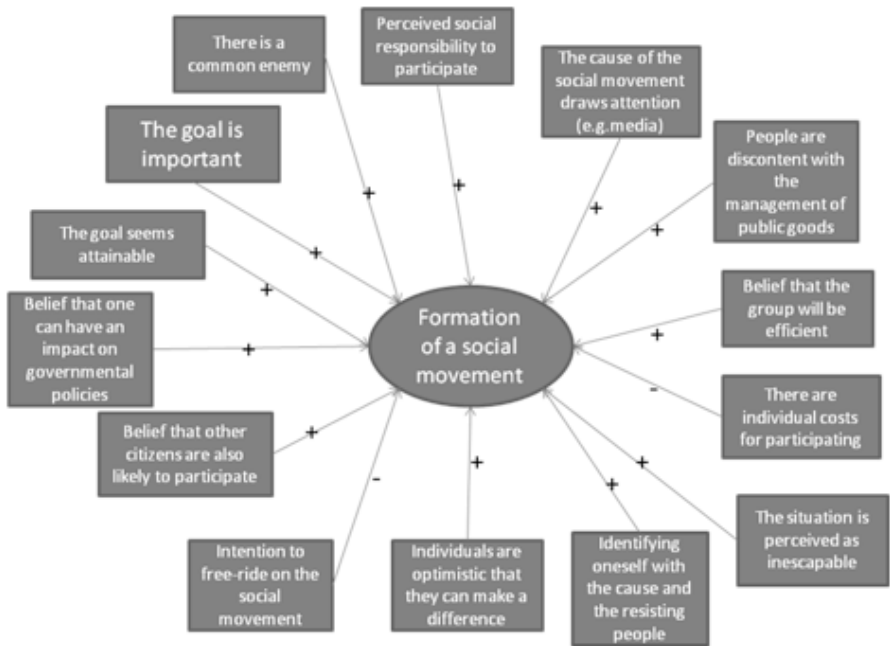 There is a
common enemy
Perceived social
responsibility to
participate
The cause of the
social movement
draws attention
(e.g.media)
The goal is
important
People are
discontent with
the
management of
public goods
+
+
+
+
The goal seems
attainable
+
+
Belief that one
can have an
impact on
governmental
policies
+
Formation
of a social
movement
Belief that the
group will be
efficient
+
+
-
There are
individual costs
for participating
Belief that other
citizens are also
likely to participate
+
-
+
+
+
Intention to
free-ride on the
social
movement
Individuals are
optimistic that
they can make a
difference
Identifying
oneself with
the cause and
the resisting
people
The situation is
perceived as
inescapable